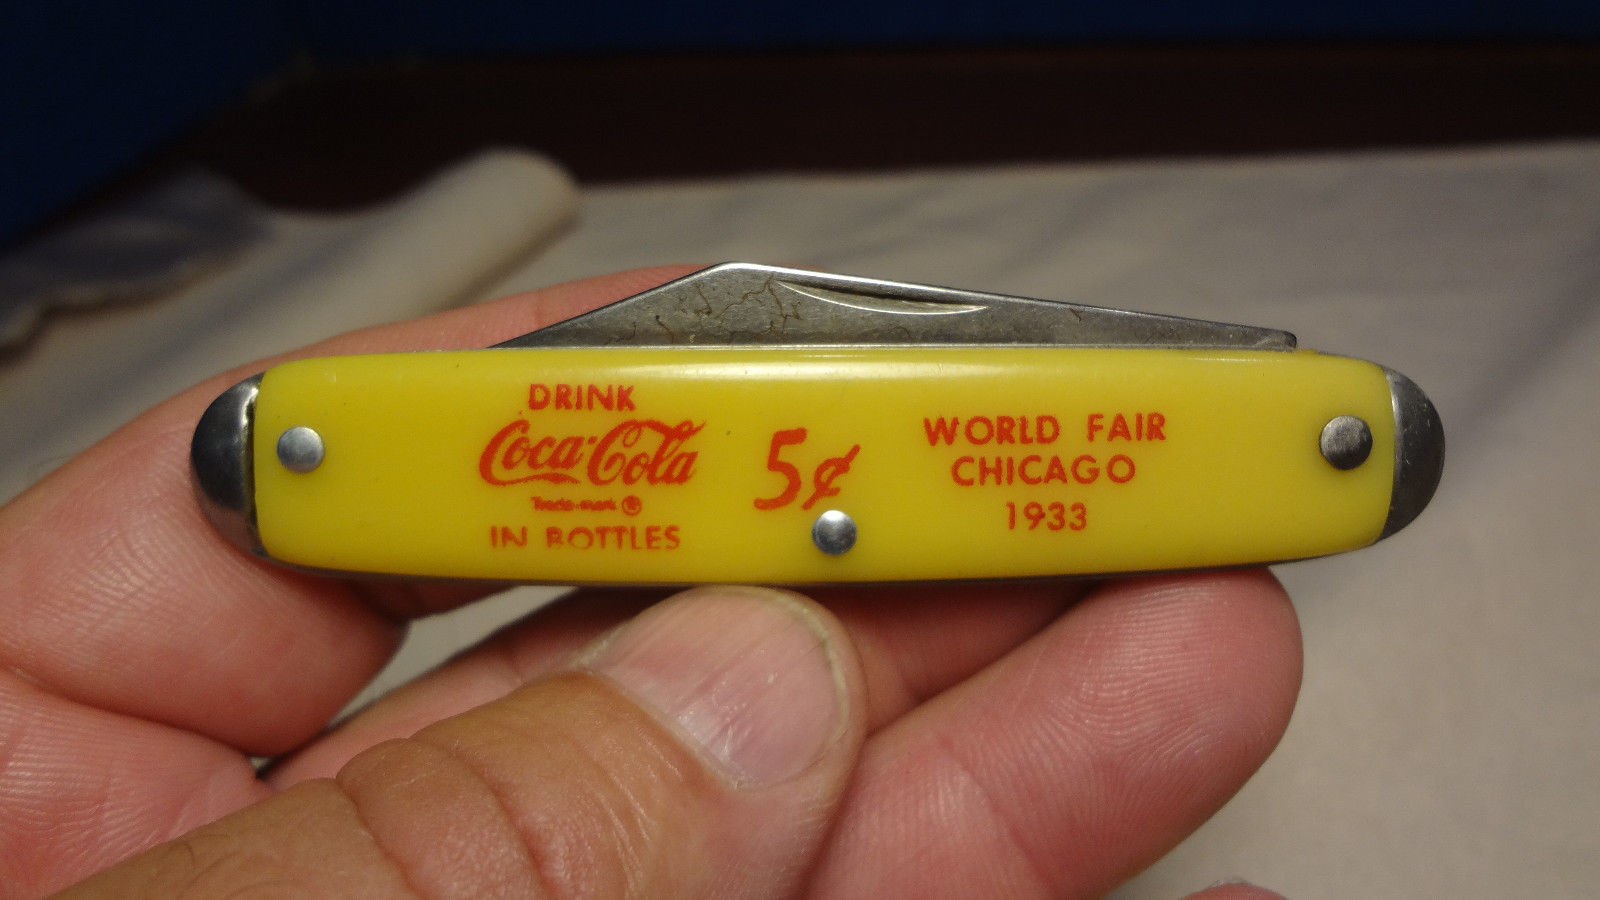 DRINK
Coca-Cola
Trade-mark ®
IN BOTTLES
5¢
WORLD FAIR
CHICAGO
1933